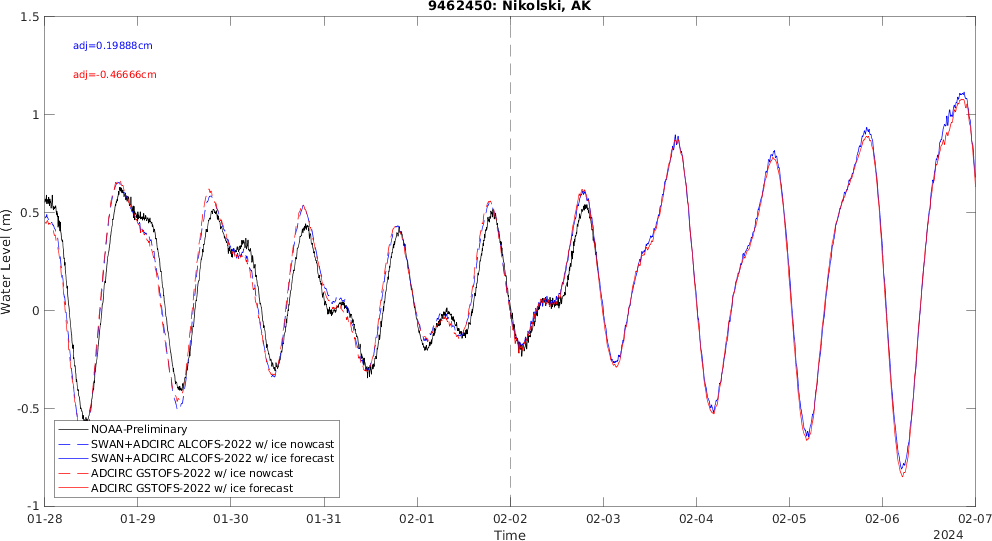 9462450: Nikolski, AK
adj=0.19888cm
adj=-0.46666cm
Water Level (m)
1.5
1
0.5
0
-0.5
-1
NOAA-Preliminary
SWAN+ADCIRC ALCOFS-2022 w/ ice nowcast
SWAN+ADCIRC ALCOFS-2022 w/ ice forecast
ADCIRC GSTOFS-2022 w/ ice nowcast
ADCIRC GSTOFS-2022 w/ ice forecast
01-28 01-29 01-30 01-31 02-01 02-02 02-03 02-04 02-05 02-06 02-07
Time
2024